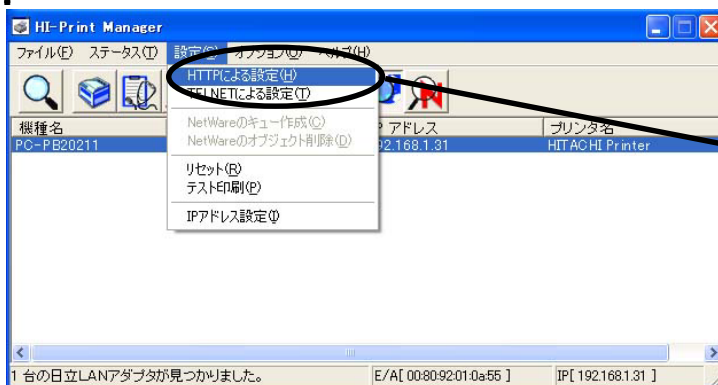 HI-Print Manager
ファイル(F) ステータス(T) 設定(S) オプション(O) ヘルプ(H)
HTTPによる設定(H)
TELNETによる設定(T)
NetWareのキュー作成(C)
NetWareのオブジェクト削除(D)
リセット(R)
テスト印刷(P)
IPアドレス設定(I)
機種名 アドレス プリンタ名
PC-PB20211 92.168.1.31 HITACHI Printer
1 台の日立LANアダプタが見つかりました。 E/A[ 00:80:92:01:0a:55 ] IP[ 192.168.1.31 ]